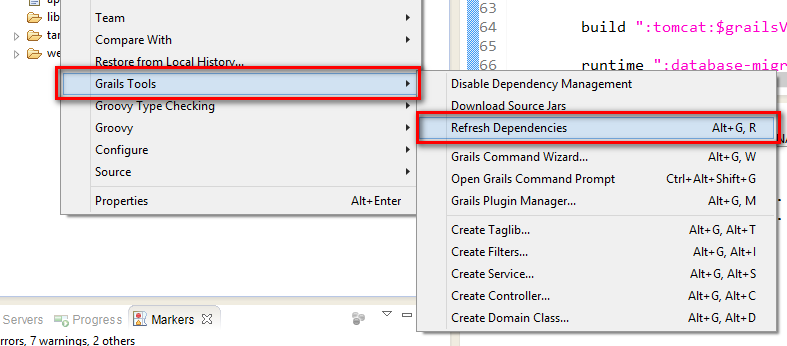 ap
lib
tar
we
Team
Compare With
Restore from Local History...
Grails Tools
Groovy Type Checking
Groovy
Configure
Source
Properties Alt+Enter
63
64 build ":tomcat:$grailsV
65
66 runtime ":database-migr
Disable Dependency Management
Download Source Jars
Refresh Dependencies Alt+G, R
Grails Command Wizard... Alt+G, W
Open Grails Command Prompt Ctrl+Alt+Shift+G
Grails Plugin Manager... Alt+G, M
Create Taglib... Alt+G, Alt+T
Create Filters... Alt+G, Alt+I
Create Service... Alt+G, Alt+S
Create Controller... Alt+G, Alt+C
Create Domain Class... Alt+G, Alt+D
Servers Progress Markers
rrors, 7 warnings, 2 others